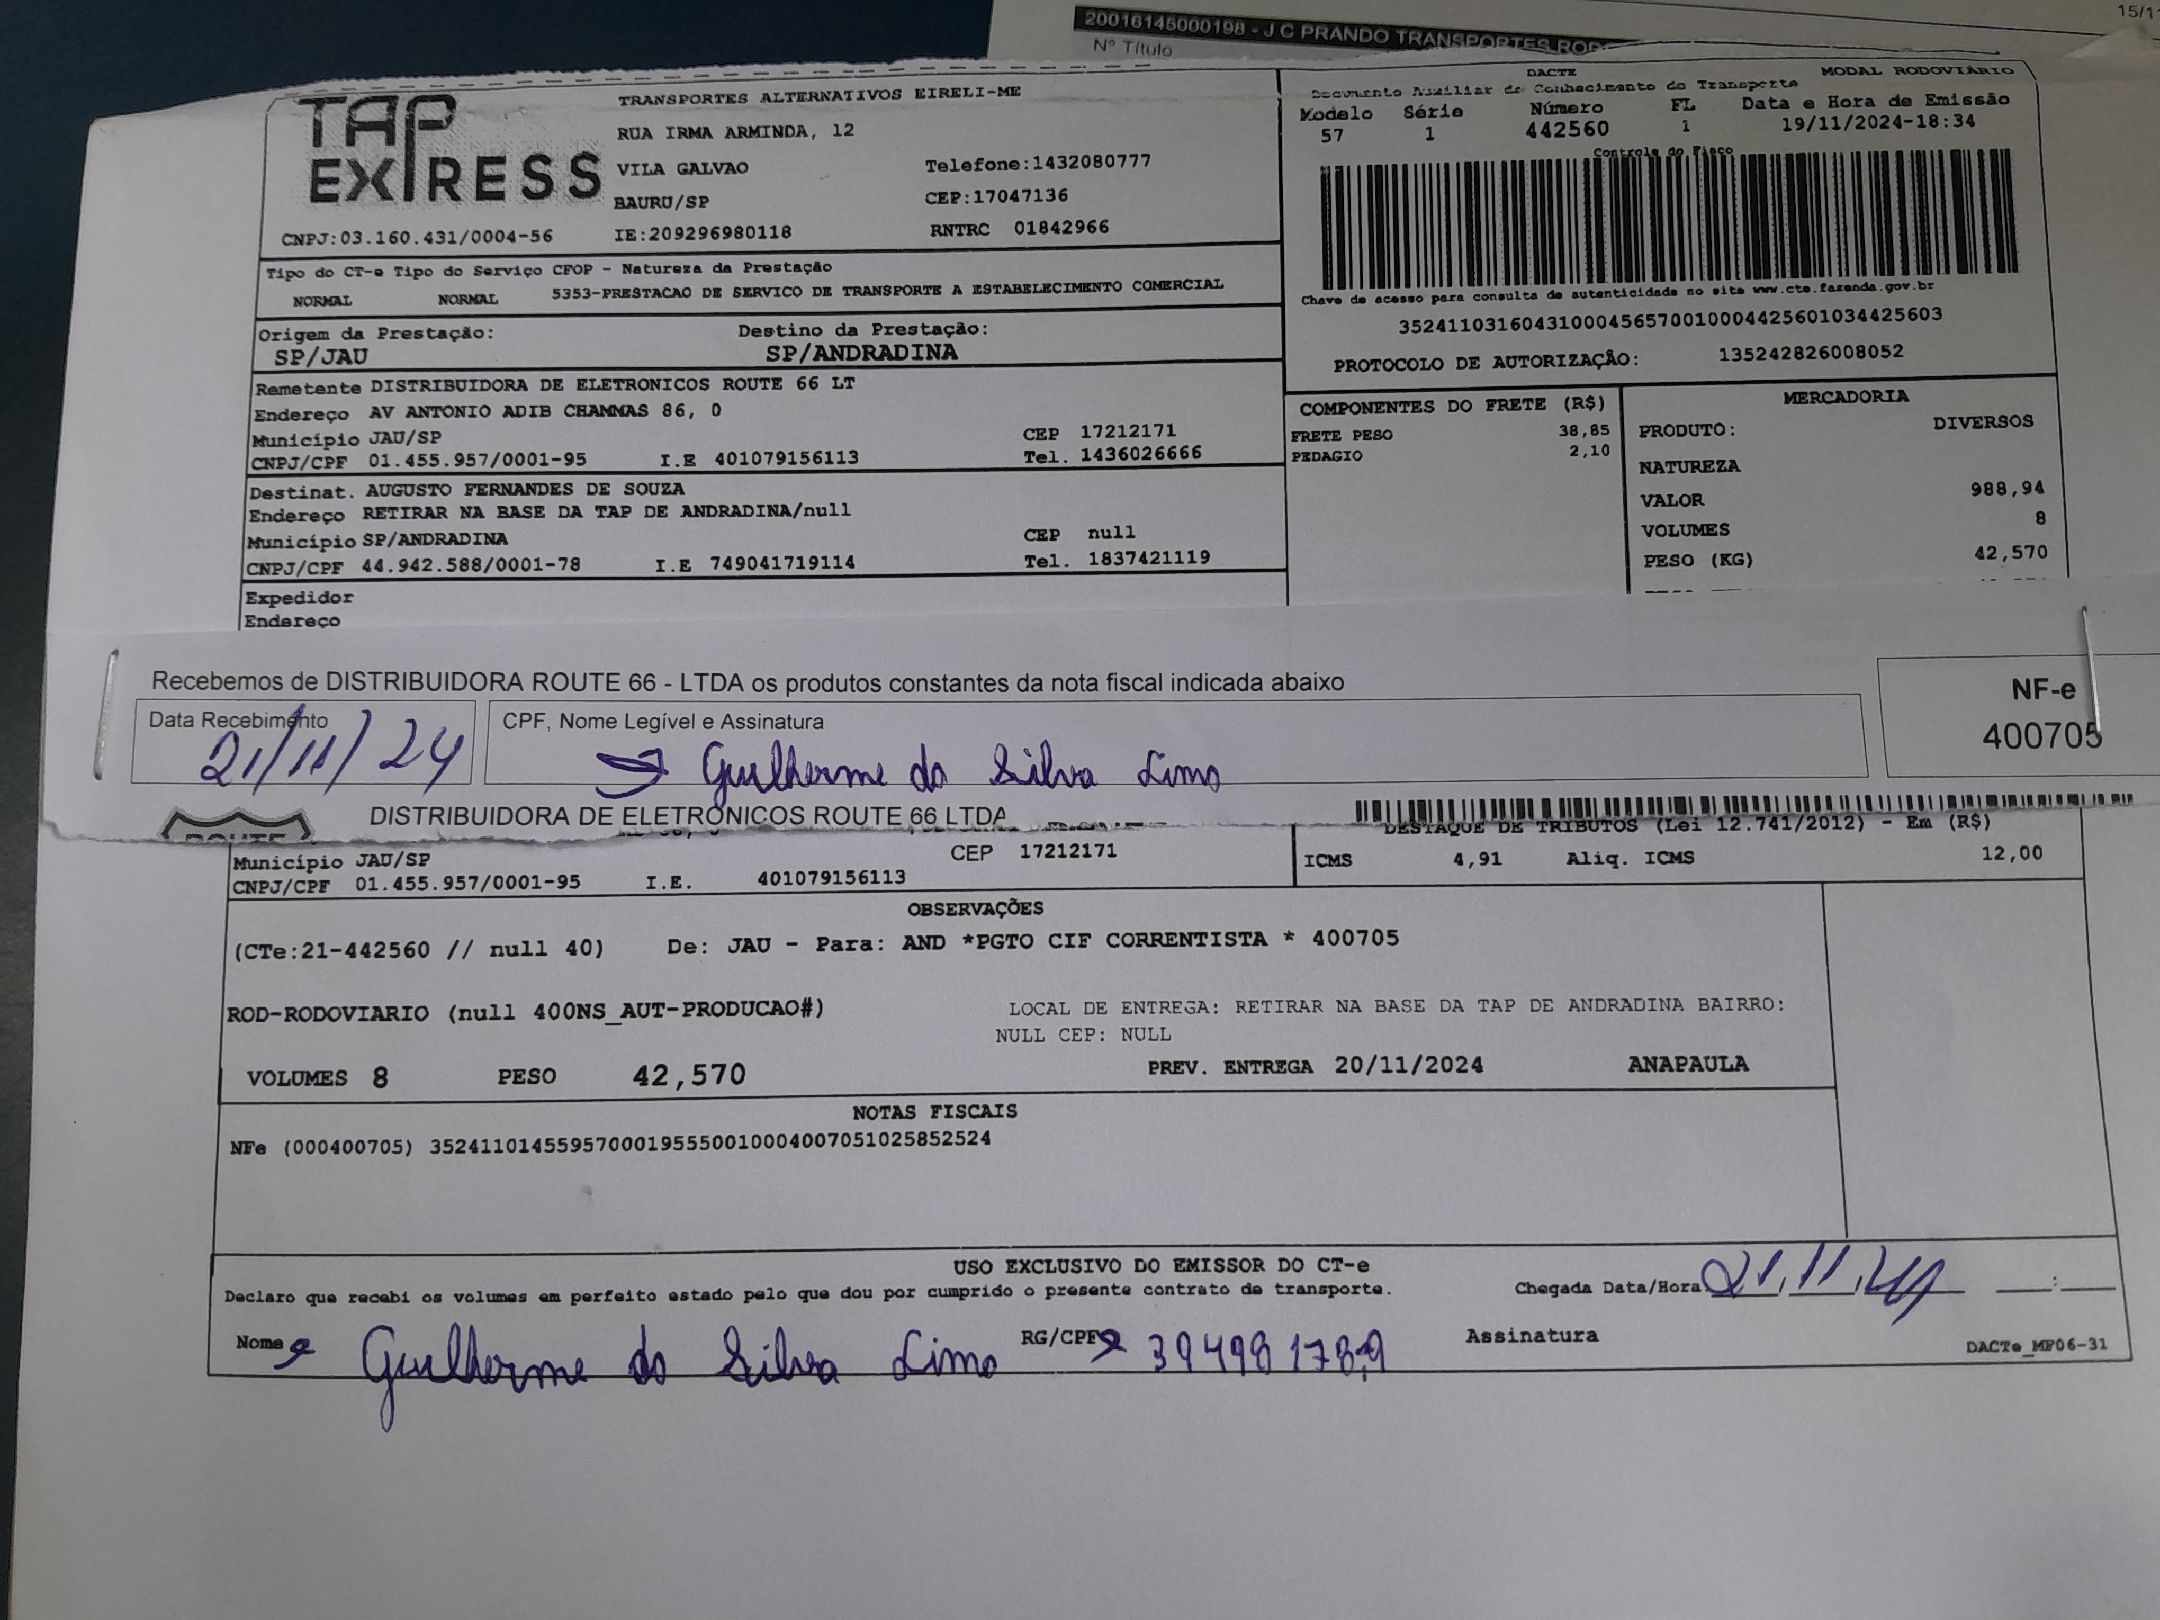 15/1
20016146000198 - J C PRANDO TRANSPORTES ROD
Nº Título
TAP EXPRESS
TRANSPORTES ALTERNATIVOS EIRELI-ME
RUA IRMA ARMINDA, 12
VILA GALVAO Telefone:1432080777
BAURU/SP CEP:17047136
CNPJ:03.160.431/0004-56 IE:209296980118 RNTRC 01842966
DACTE MODAL RODOVIÁRIO
Documento Auxiliar de Conhecimento do Transporte
Modelo Série Número FL Data e Hora de Emissão
57 1 442560 1 19/11/2024-18:34
Controle do Fisco
Chave de acesso para consulta de autenticidade no site www.cte.fazenda.gov.br
35241103160431000456570010004425601034425603
PROTOCOLO DE AUTORIZAÇÃO: 135242826008052
Tipo do CT-e Tipo do Serviço CFOP - Natureza da Prestação
NORMAL NORMAL 5353-PRESTACAO DE SERVICO DE TRANSPORTE A ESTABELECIMENTO COMERCIAL
Origem da Prestação: Destino da Prestação:
SP/JAU SP/ANDRADINA
Remetente DISTRIBUIDORA DE ELETRONICOS ROUTE 66 LT
Endereço AV ANTONIO ADIB CHAMMAS 86, 0
Município JAU/SP CEP 17212171
CNPJ/CPF 01.455.957/0001-95 I.E 401079156113 Tel. 1436026666
Destinat. AUGUSTO FERNANDES DE SOUZA
Endereço RETIRAR NA BASE DA TAP DE ANDRADINA/null
Município SP/ANDRADINA CEP null
CNPJ/CPF 44.942.588/0001-78 I.E 749041719114 Tel. 1837421119
Expedidor
Endereço
COMPONENTES DO FRETE (R$)
FRETE PESO 38,85
PEDAGIO 2,10
MERCADORIA
PRODUTO: DIVERSOS
NATUREZA
VALOR 988,94
VOLUMES 8
PESO (KG) 42,570
Recebemos de DISTRIBUIDORA ROUTE 66 - LTDA os produtos constantes da nota fiscal indicada abaixo
Data Recebimento CPF, Nome Legível e Assinatura
21/11/24 Guilherme da Silva Lima
NF-e
400705
ROUTE
DISTRIBUIDORA DE ELETRÔNICOS ROUTE 66 LTDA
DESTAQUE DE TRIBUTOS (Lei 12.741/2012) - Em (R$)
Município JAU/SP CEP 17212171
ICMS 4,91 Aliq. ICMS 12,00
CNPJ/CPF 01.455.957/0001-95 I.E. 401079156113
OBSERVAÇÕES
(CTe:21-442560 // null 40) De: JAU - Para: AND *PGTO CIF CORRENTISTA * 400705
ROD-RODOVIARIO (null 400NS_AUT-PRODUCAO#) LOCAL DE ENTREGA: RETIRAR NA BASE DA TAP DE ANDRADINA BAIRRO:
NULL CEP: NULL
VOLUMES 8 PESO 42,570 PREV. ENTREGA 20/11/2024 ANAPAULA
NOTAS FISCAIS
NFe (000400705) 35241101455957000195550010004007051025852524
USO EXCLUSIVO DO EMISSOR DO CT-e
Declaro que recebi os volumes em perfeito estado pelo que dou por cumprido o presente contrato de transporte. Chegada Data/Hora 21,11,24 :
Nome Guilherme da Silva Lima RG/CPF 39498178,9 Assinatura DACTe_MP06-31